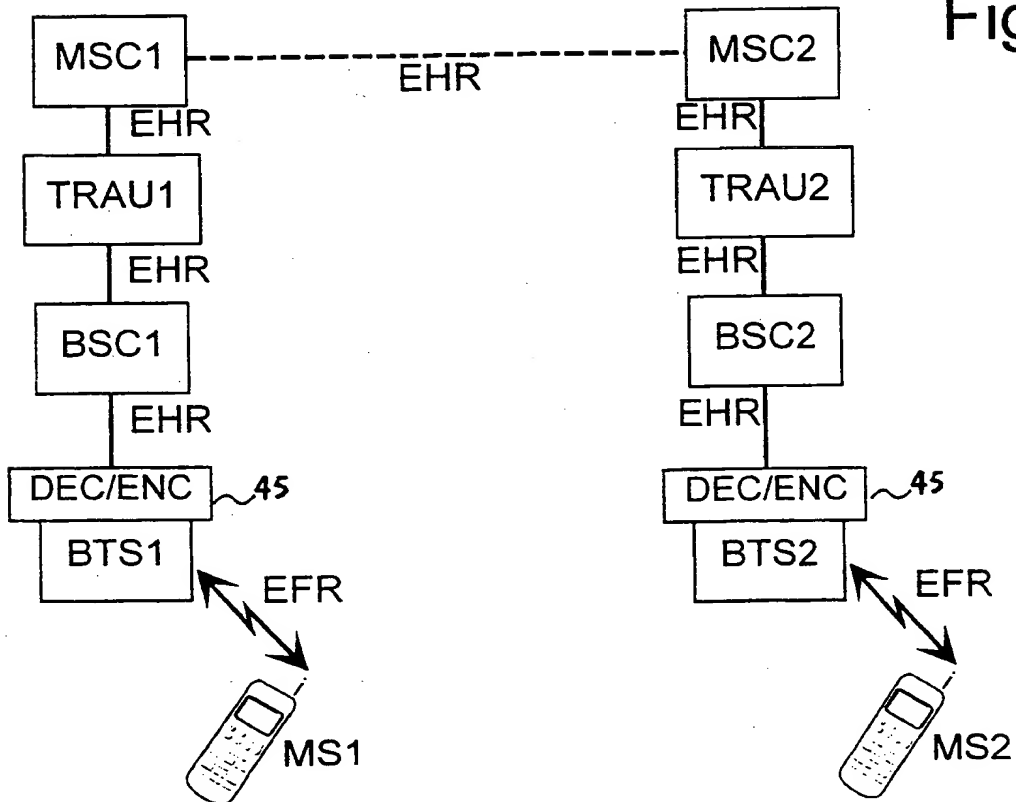 Fig
MSC1
EHR
MSC2
EHR
EHR
TRAU1
TRAU2
EHR
EHR
BSC1
BSC2
EHR
EHR
DEC/ENC 45
DEC/ENC 45
BTS1
BTS2
EFR
EFR
MS1
MS2